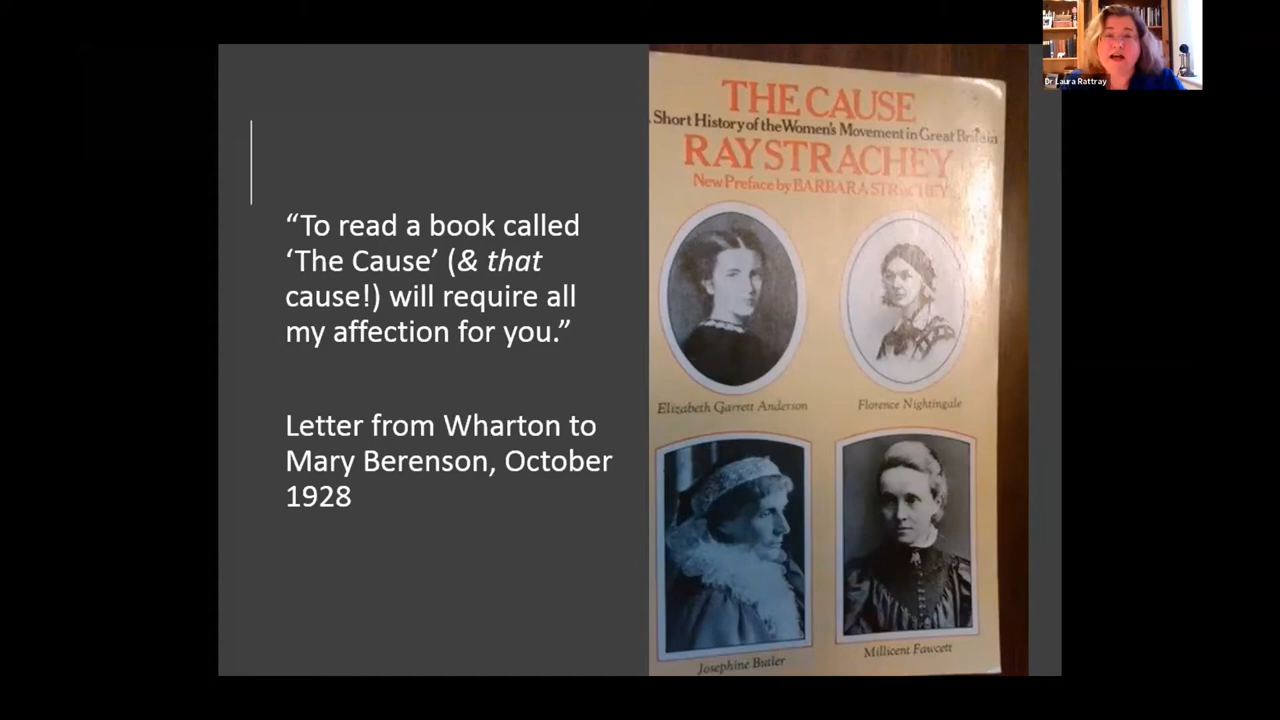 “To read a book called
‘The Cause’ (& that
cause!) will require all
my affection for you.”
Letter from Wharton to
Mary Berenson, October
1928
THE CAUSE
Short History of the Women's Movement in Great Britain
RAY STRACHEY
New Preface by BARBARA STRACHEY
Elizabeth Garrett Anderson
Florence Nightingale
Josephine Butler
Millicent Fawcett
Dr Laura Rattray